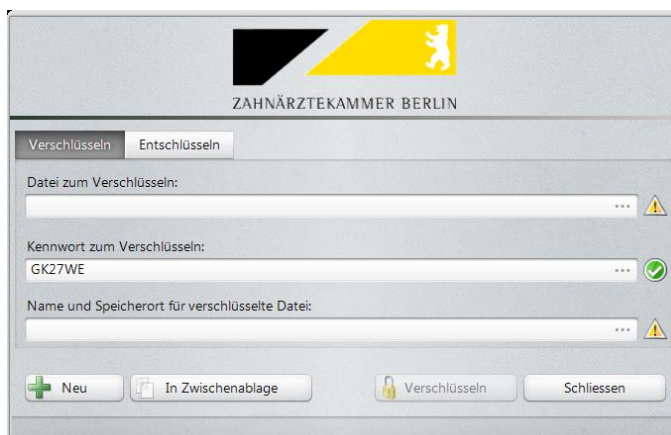 ZAHNÄRZTEKAMMER BERLIN
Verschlüsseln Entschlüsseln
Datei zum Verschlüsseln:
...
Kennwort zum Verschlüsseln:
GK27WE ...
Name und Speicherort für verschlüsselte Datei:
...
Neu In Zwischenablage Verschlüsseln Schliessen